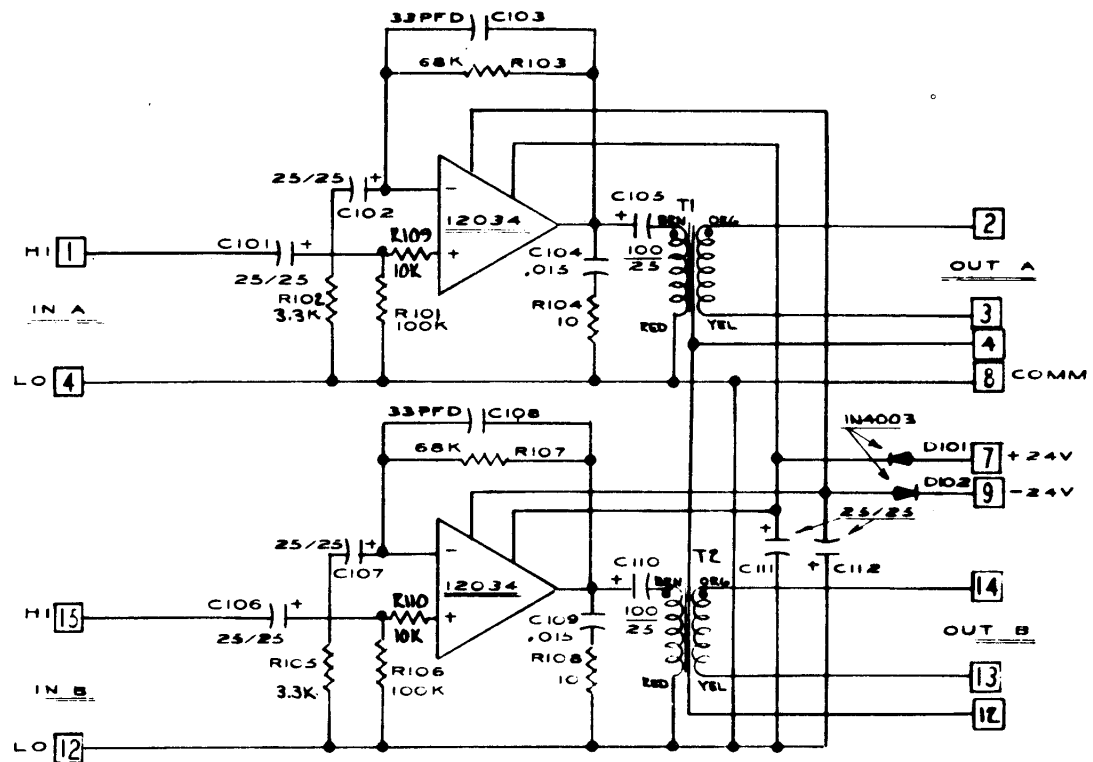 33PFD C103
68K R103
25/25 +
C102
−
12034
+
HI 1
C101 +
25/25
R109
10K
IN A
R102
3.3K
R101
100K
C104
.015
R104
10
C105
+
100
25
T1
BRN ORG
RED YEL
2
OUT A
3
4
LO 4
8 COMM
33PFD C108
68K R107
1N4003
D101 7 +24V
D102 9 -24V
25/25
+
C111
+ C112
25/25 +
C107
−
12034
+
HI 15
C106 +
25/25
R110
10K
IN B
R105
3.3K
R106
100K
C109
.015
R108
10
C110
+
100
25
T2
BRN ORG
RED YEL
14
OUT B
13
12
LO 12